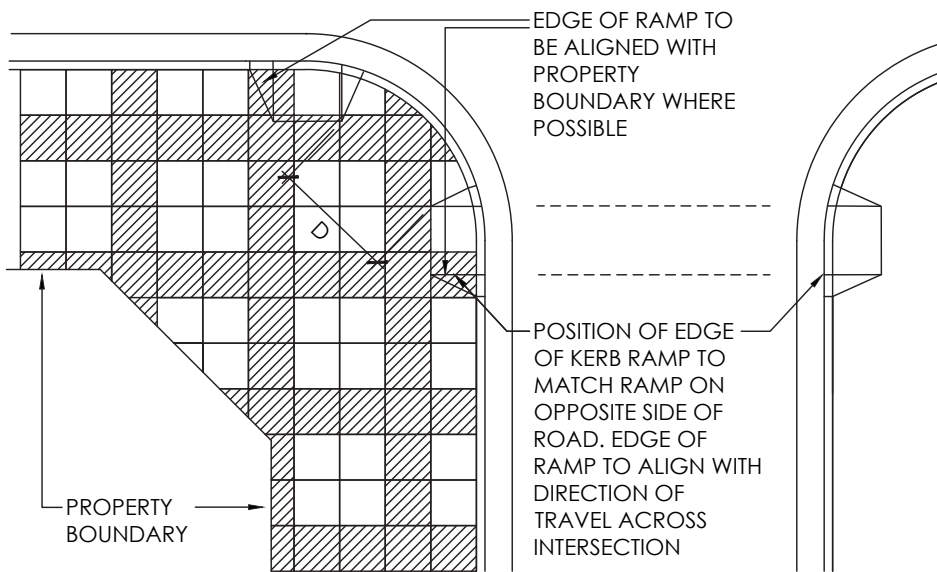 EDGE OF RAMP TO
BE ALIGNED WITH
PROPERTY
BOUNDARY WHERE
POSSIBLE
D
POSITION OF EDGE
OF KERB RAMP TO
MATCH RAMP ON
OPPOSITE SIDE OF
ROAD. EDGE OF
RAMP TO ALIGN WITH
DIRECTION OF
TRAVEL ACROSS
INTERSECTION
PROPERTY
BOUNDARY